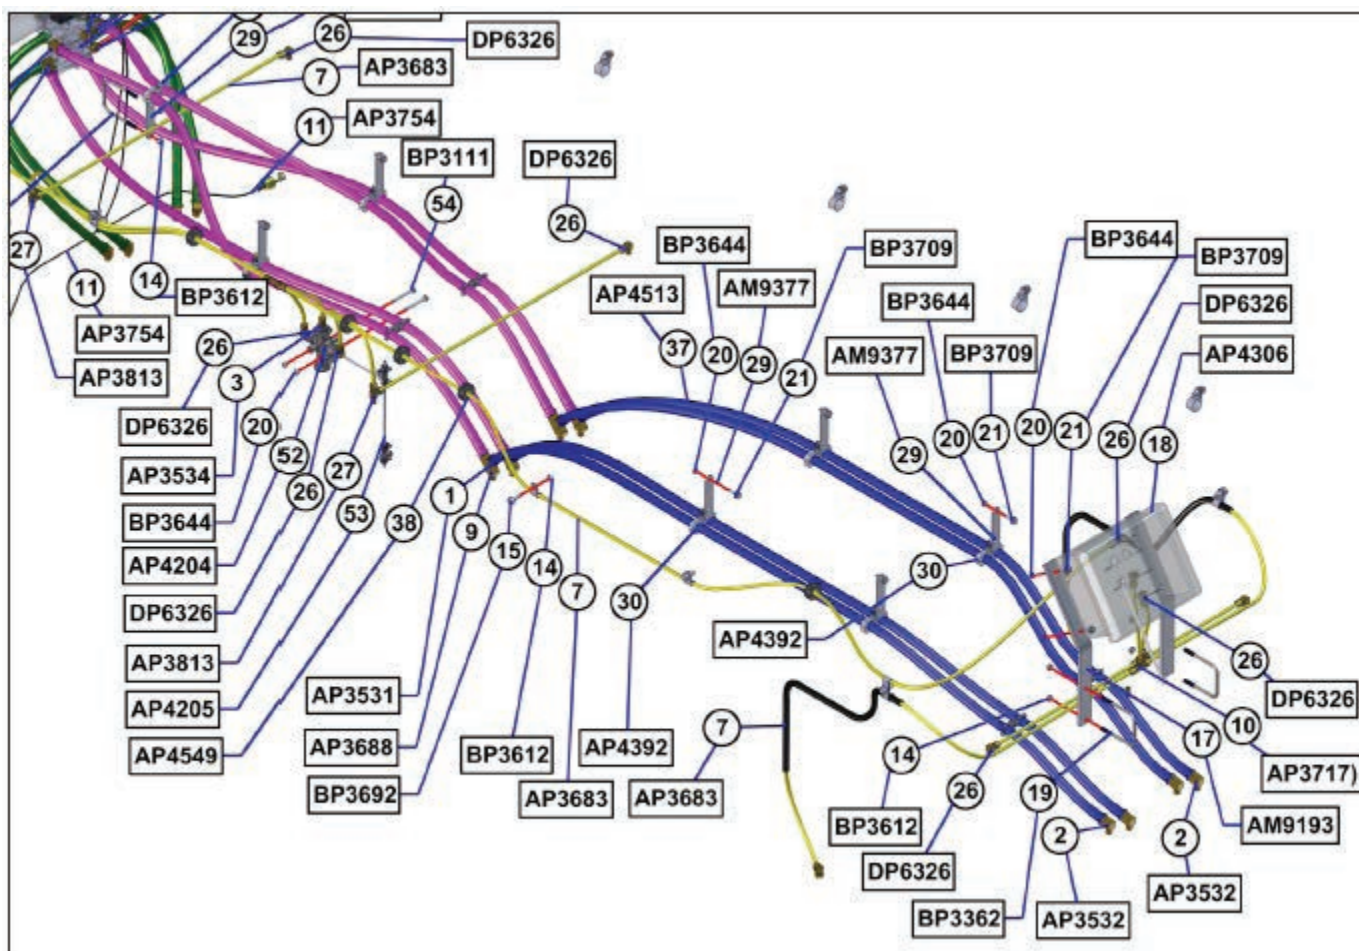 26
DP6326
29
7
AP3683
11
AP3754
BP3111
54
DP6326
26
27
14
BP3612
11
AP3754
AP3813
BP3644
AM9377
BP3709
AP4513
37
20
29
21
BP3644
BP3709
DP6326
AP4306
BP3644
BP3709
AM9377
20
21
20
21
26
18
29
26
3
DP6326
20
AP3534
52
27
26
BP3644
53
38
AP4204
DP6326
AP3813
AP4205
AP4549
1
9
15
14
7
30
30
AP4392
AP3531
AP3688
BP3692
BP3612
AP3683
AP4392
AP3683
7
14
BP3612
26
DP6326
19
BP3362
2
AP3532
2
AP3532
17
10
26
DP6326
AP3717)
AM9193